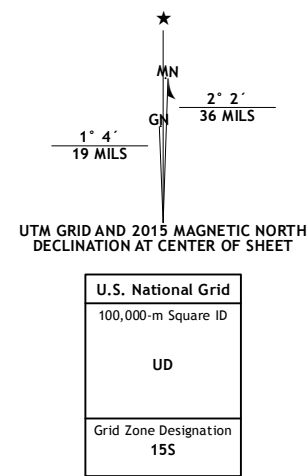 ★
MN
GN
2° 2´
36 MILS
1° 4´
19 MILS
UTM GRID AND 2015 MAGNETIC NORTH
DECLINATION AT CENTER OF SHEET
U.S. National Grid
100,000-m Square ID
UD
Grid Zone Designation
15S